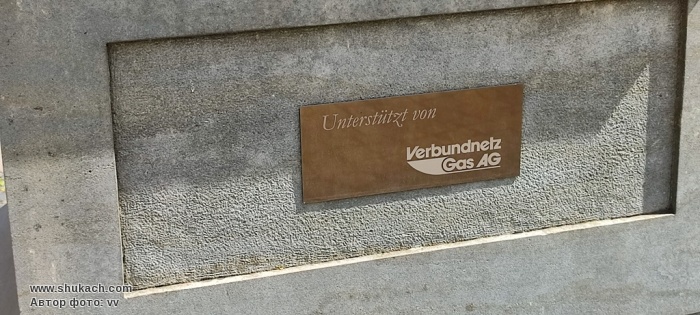 Unterstützt von
Verbundnetz
Gas AG
www.shukach.com
Автор фото: vv